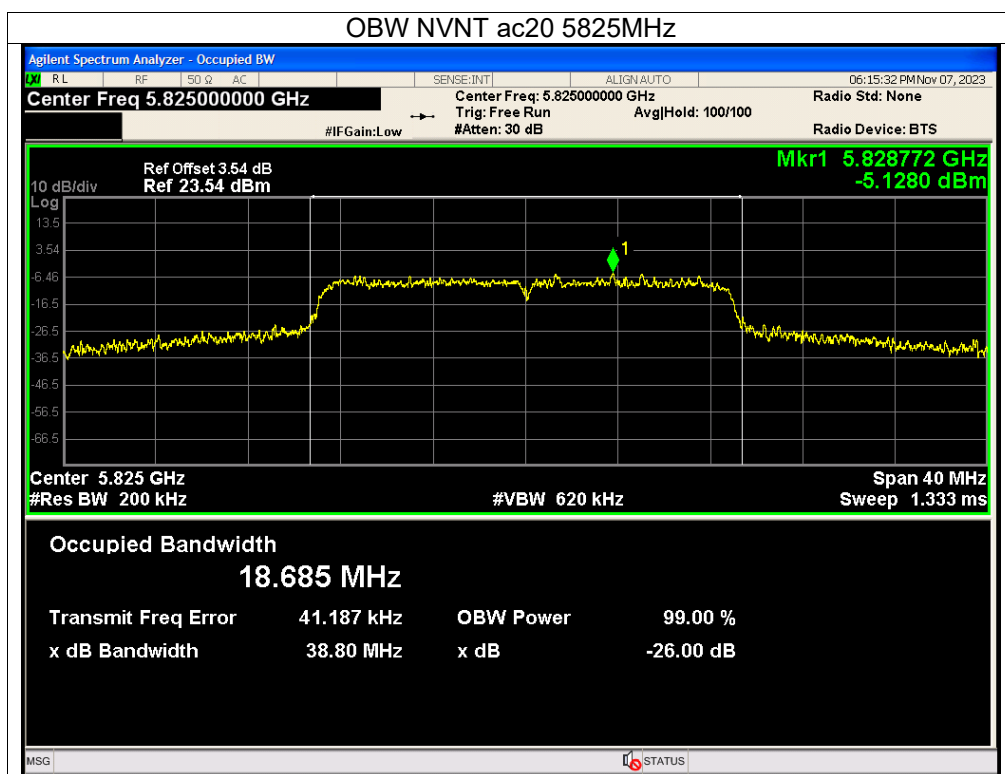 OBW NVNT ac20 5825MHz
Agilent Spectrum Analyzer - Occupied BW
LXI RL RF 50 Ω AC SENSE:INT ALIGN AUTO 06:15:32 PM Nov 07, 2023
Center Freq 5.825000000 GHz Center Freq: 5.825000000 GHz Radio Std: None
Trig: Free Run Avg|Hold: 100/100
#IFGain:Low #Atten: 30 dB Radio Device: BTS
Mkr1 5.828772 GHz
-5.1280 dBm
Ref Offset 3.54 dB
10 dB/div Ref 23.54 dBm
Log
13.5
3.54
-6.46
-16.5
-26.5
-36.5
-46.5
-56.5
-66.5
1
Center 5.825 GHz Span 40 MHz
#Res BW 200 kHz #VBW 620 kHz Sweep 1.333 ms
Occupied Bandwidth
18.685 MHz
Transmit Freq Error 41.187 kHz OBW Power 99.00 %
x dB Bandwidth 38.80 MHz x dB -26.00 dB
MSG STATUS